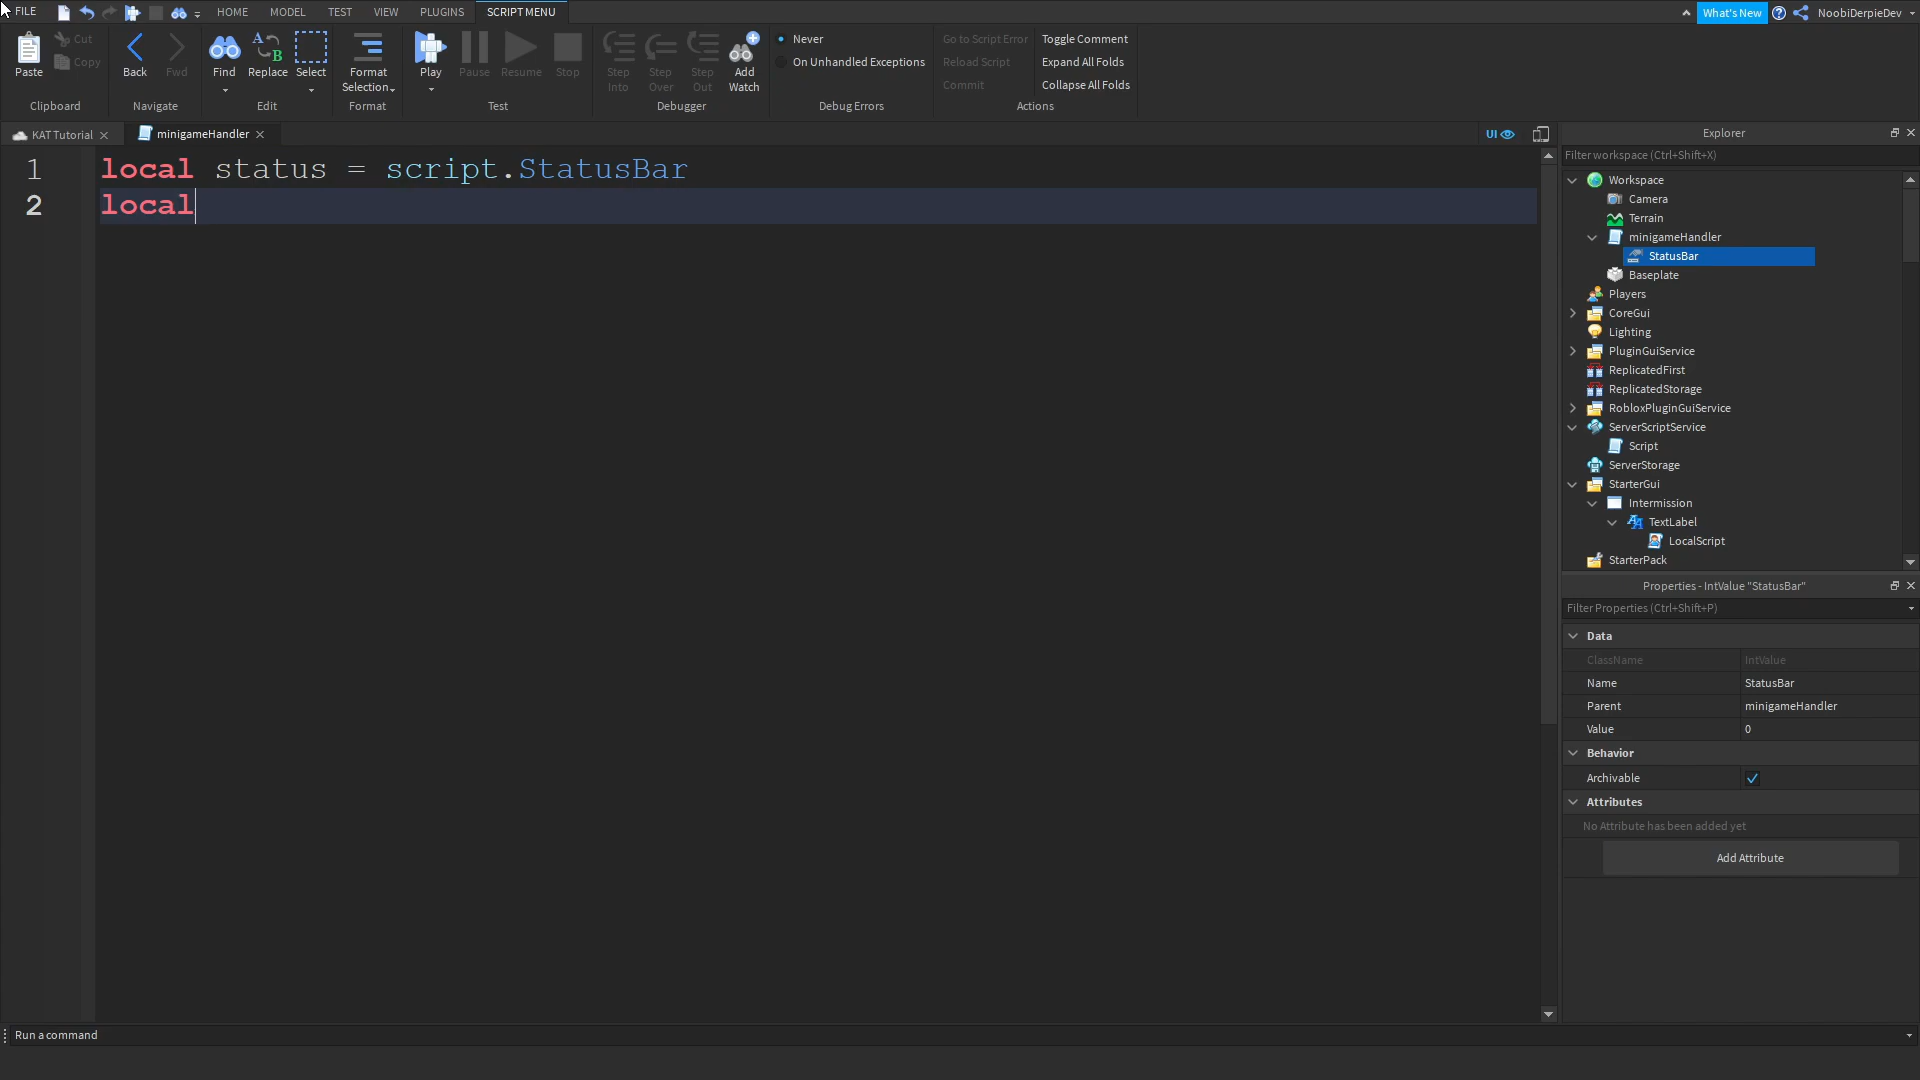 FILE HOME MODEL TEST VIEW PLUGINS SCRIPT MENU What's New NoobiDerpieDev
Paste Cut Copy Back Fwd Find Replace Select Format Selection Play Pause Resume Stop Step Into Step Over Step Out Add Watch
Never
On Unhandled Exceptions
Go to Script Error
Reload Script
Commit
Toggle Comment
Expand All Folds
Collapse All Folds
Clipboard Navigate Edit Format Test Debugger Debug Errors Actions
KAT Tutorial minigameHandler UI
1 local status = script.StatusBar
2 local
Explorer
Filter workspace (Ctrl+Shift+X)
Workspace
Camera
Terrain
minigameHandler
StatusBar
Baseplate
Players
CoreGui
Lighting
PluginGuiService
ReplicatedFirst
ReplicatedStorage
RobloxPluginGuiService
ServerScriptService
Script
ServerStorage
StarterGui
Intermission
TextLabel
LocalScript
StarterPack
Properties - IntValue "StatusBar"
Filter Properties (Ctrl+Shift+P)
Data
ClassName IntValue
Name StatusBar
Parent minigameHandler
Value 0
Behavior
Archivable
Attributes
No Attribute has been added yet
Add Attribute
Run a command